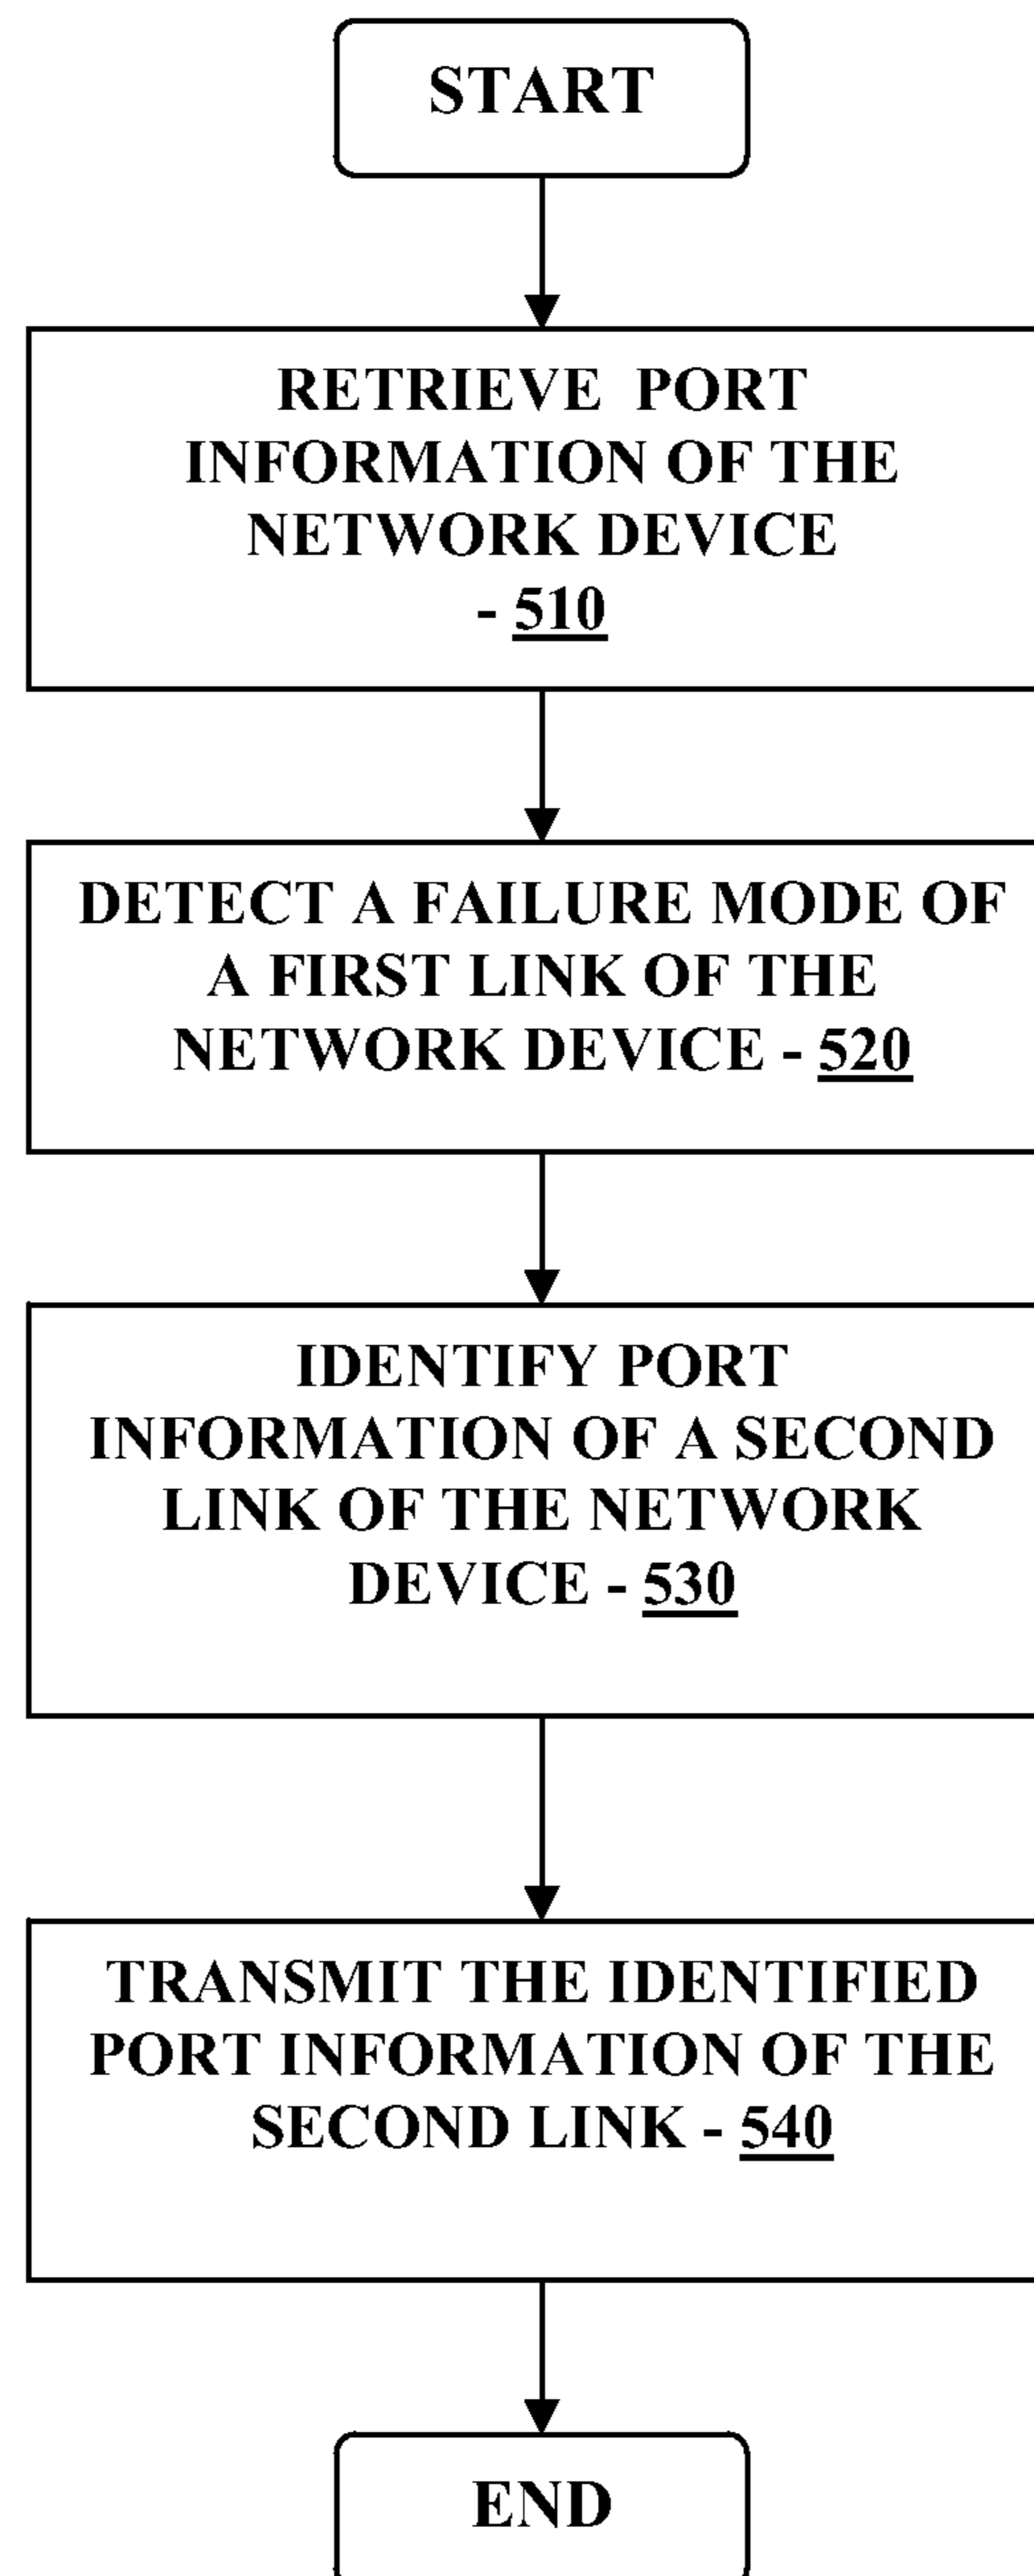 START
RETRIEVE PORT
INFORMATION OF THE
NETWORK DEVICE
- 510
DETECT A FAILURE MODE OF
A FIRST LINK OF THE
NETWORK DEVICE - 520
IDENTIFY PORT
INFORMATION OF A SECOND
LINK OF THE NETWORK
DEVICE - 530
TRANSMIT THE IDENTIFIED
PORT INFORMATION OF THE
SECOND LINK - 540
END